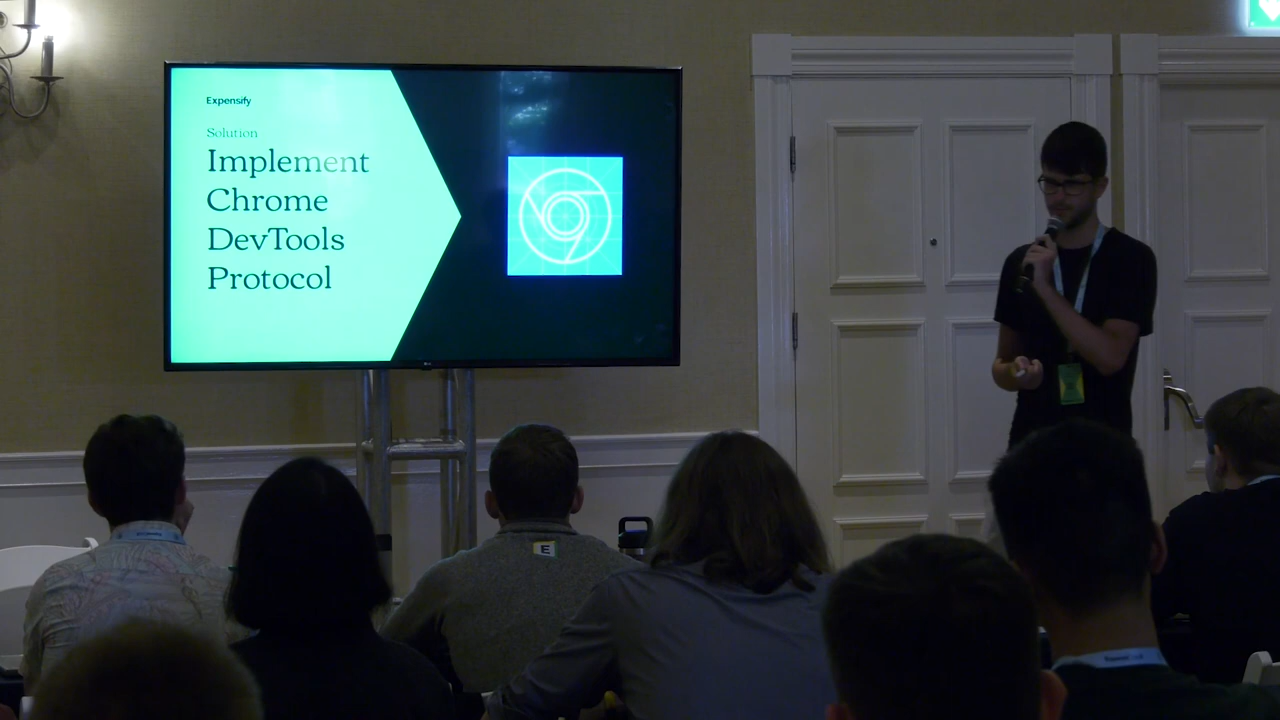 Expensify
Solution
Implement
Chrome
DevTools
Protocol
E